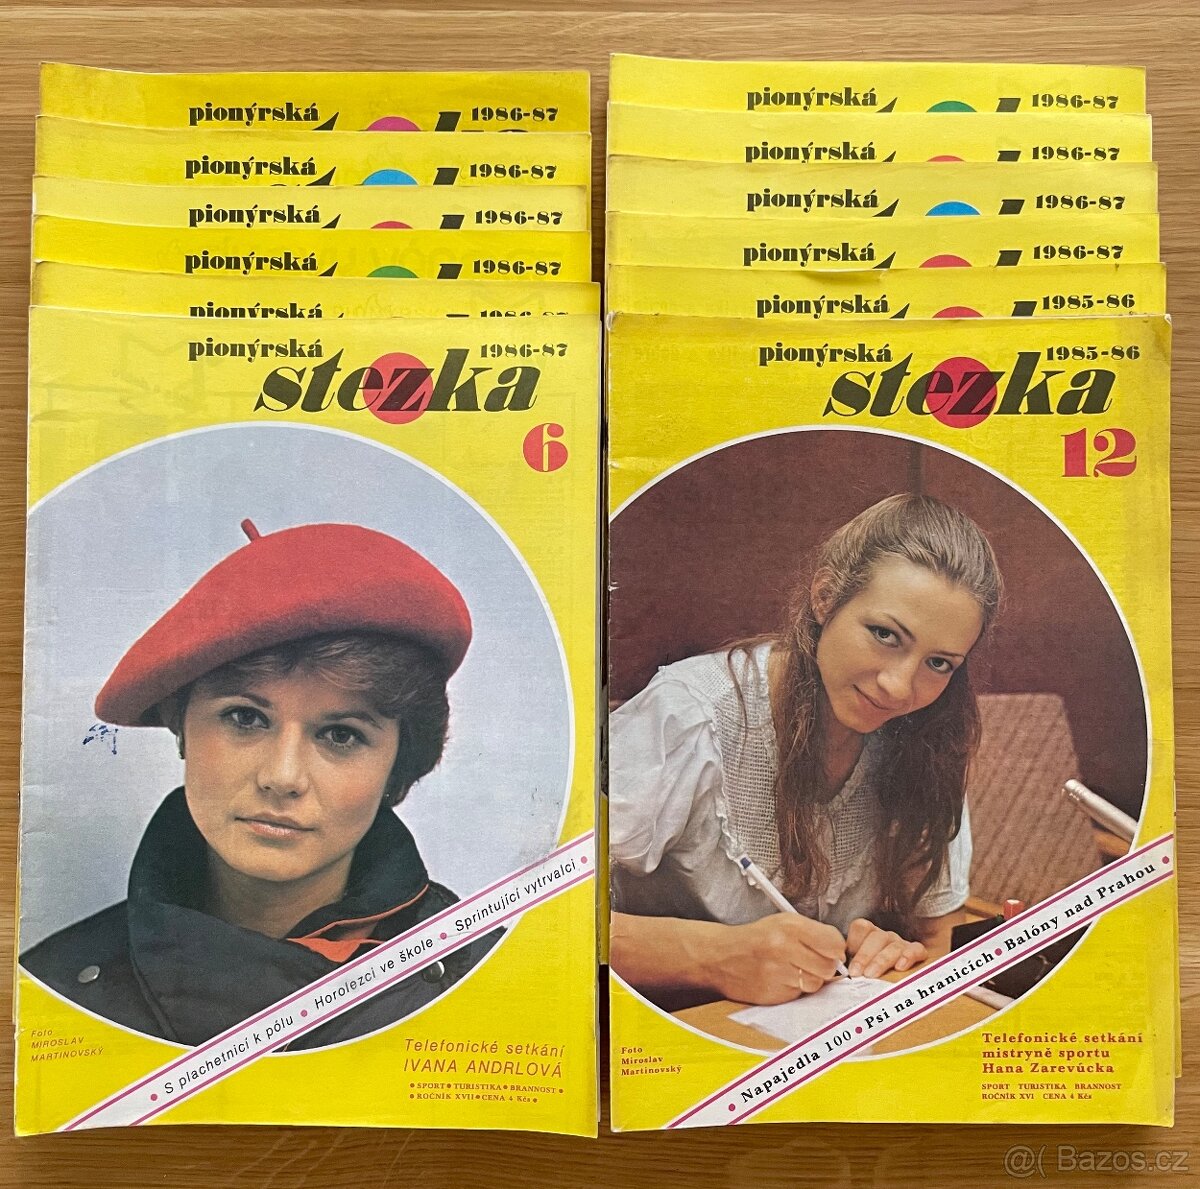 pionýrská 1986-87
pionýrská 1986-87
pionýrská 1986-87
pionýrská 1986-87
pionýrská 1986-87
pionýrská 1986-87
stezka
6
Foto
MIROSLAV
MARTINOVSKÝ
• S plachetnicí k pólu • Horolezci ve škole • Sprintující vytrvalci •
Telefonické setkání
IVANA ANDRLOVÁ
• SPORT • TURISTIKA • BRANNOST •
• ROČNÍK XVII • CENA 4 Kčs •
pionýrská 1986-87
pionýrská 1986-87
pionýrská 1986-87
pionýrská 1986-87
pionýrská 1985-86
pionýrská 1985-86
stezka
12
Foto
Miroslav
Martinovský
• Napajedla 100 • Psi na hranicích • Balóny nad Prahou •
Telefonické setkání
mistryně sportu
Hana Zarevúcka
SPORT TURISTIKA BRANNOST
ROČNÍK XVI CENA 4 Kčs
@( Bazos.cz